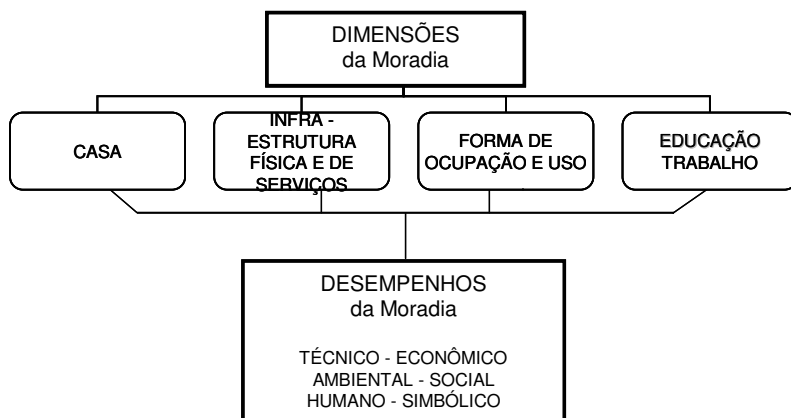 DIMENSÕES
da Moradia
CASA
INFRA -
ESTRUTURA
FÍSICA E DE
SERVIÇOS
FORMA DE
OCUPAÇÃO E USO
EDUCAÇÃO
TRABALHO
DESEMPENHOS
da Moradia
TÉCNICO - ECONÔMICO
AMBIENTAL - SOCIAL
HUMANO - SIMBÓLICO